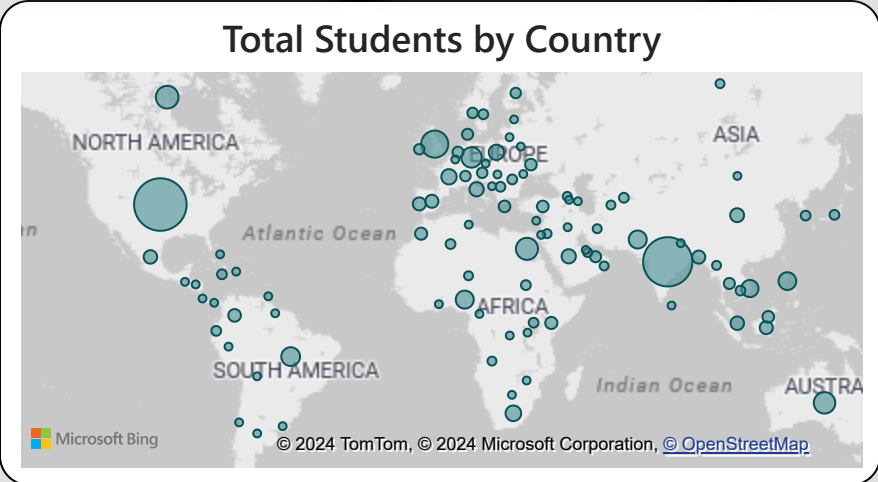 Total Students by Country
NORTH AMERICA
ASIA
EUROPE
Atlantic Ocean
AFRICA
SOUTH AMERICA
Indian Ocean
AUSTRA
Microsoft Bing
© 2024 TomTom, © 2024 Microsoft Corporation, © OpenStreetMap